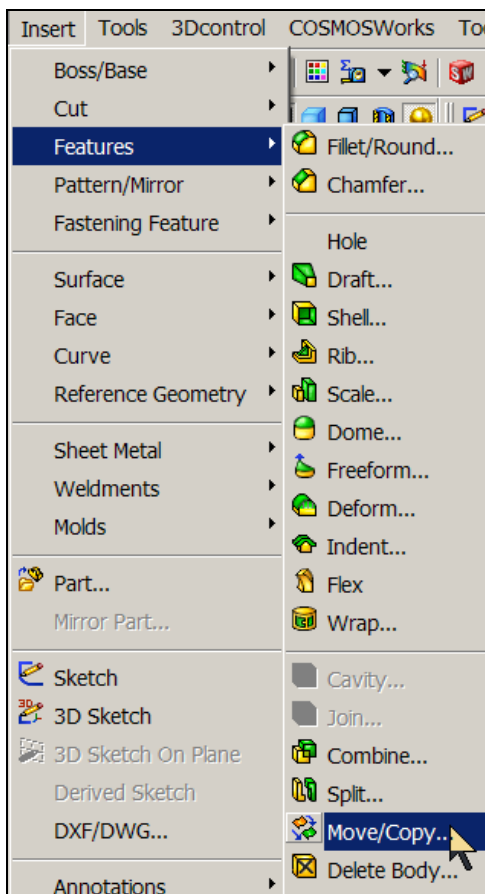 Insert Tools 3Dcontrol COSMOSWorks
Boss/Base
Cut
Features
Pattern/Mirror
Fastening Feature
Surface
Face
Curve
Reference Geometry
Sheet Metal
Weldments
Molds
Part...
Mirror Part...
Sketch
3D Sketch
3D Sketch On Plane
Derived Sketch
DXF/DWG...
Annotations
Fillet/Round...
Chamfer...
Hole
Draft...
Shell...
Rib...
Scale...
Dome...
Freeform...
Deform...
Indent...
Flex
Wrap...
Cavity...
Join...
Combine...
Split...
Move/Copy...
Delete Body...